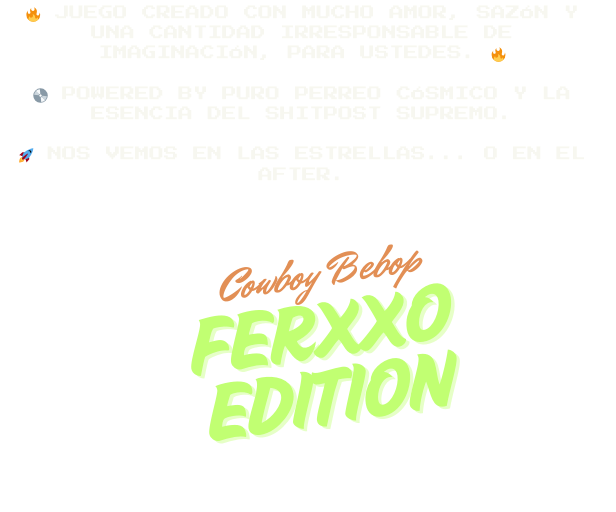 🔥 JUEGO CREADO CON MUCHO AMOR, SAZóN Y
UNA CANTIDAD IRRESPONSABLE DE
IMAGINACIóN, PARA USTEDES. 🔥
💿 POWERED BY PURO PERREO CóSMICO Y LA
ESENCIA DEL SHITPOST SUPREMO.
🚀 NOS VEMOS EN LAS ESTRELLAS... O EN EL
AFTER.
Cowboy Bebop
FERXXO
EDITION